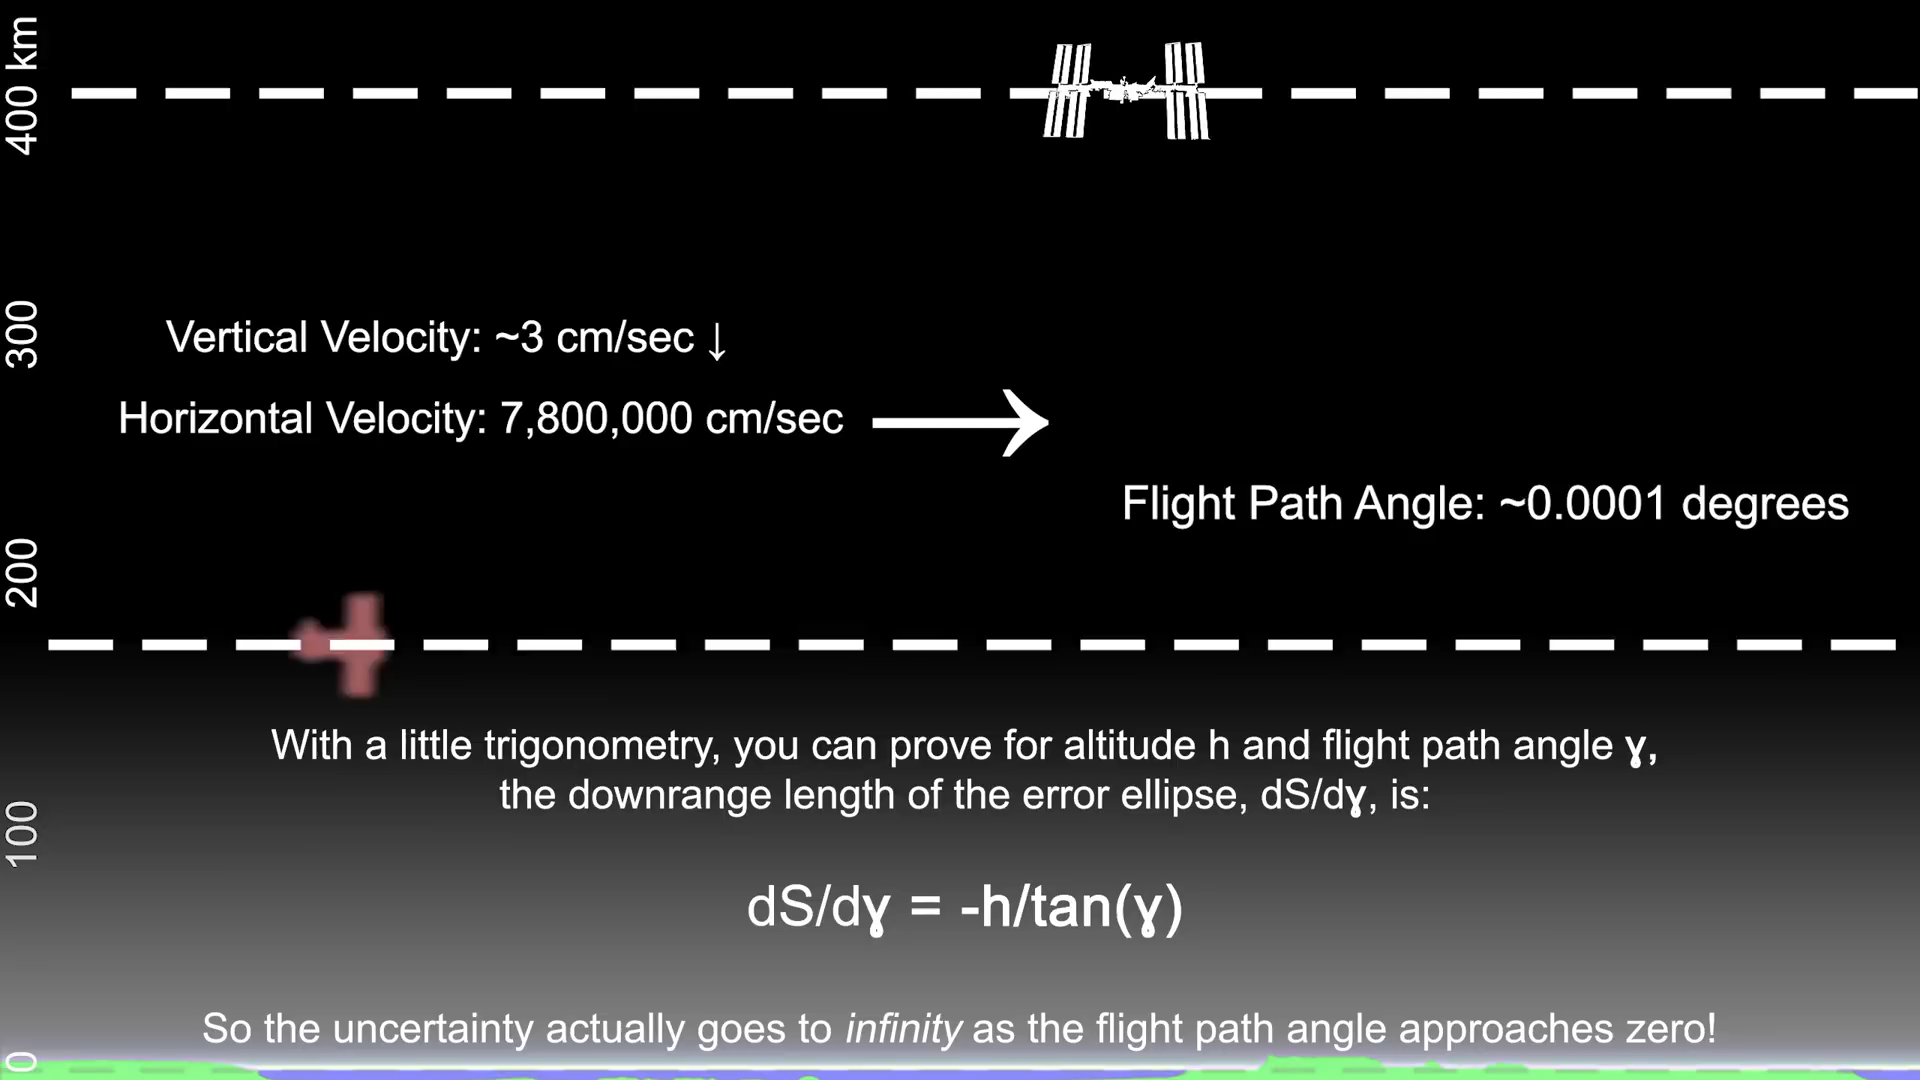 400 km
300
200
100
0
Vertical Velocity: ~3 cm/sec ↓
Horizontal Velocity: 7,800,000 cm/sec
Flight Path Angle: ~0.0001 degrees
With a little trigonometry, you can prove for altitude h and flight path angle γ,
the downrange length of the error ellipse, dS/dγ, is:
dS/dγ = -h/tan(γ)
So the uncertainty actually goes to infinity as the flight path angle approaches zero!